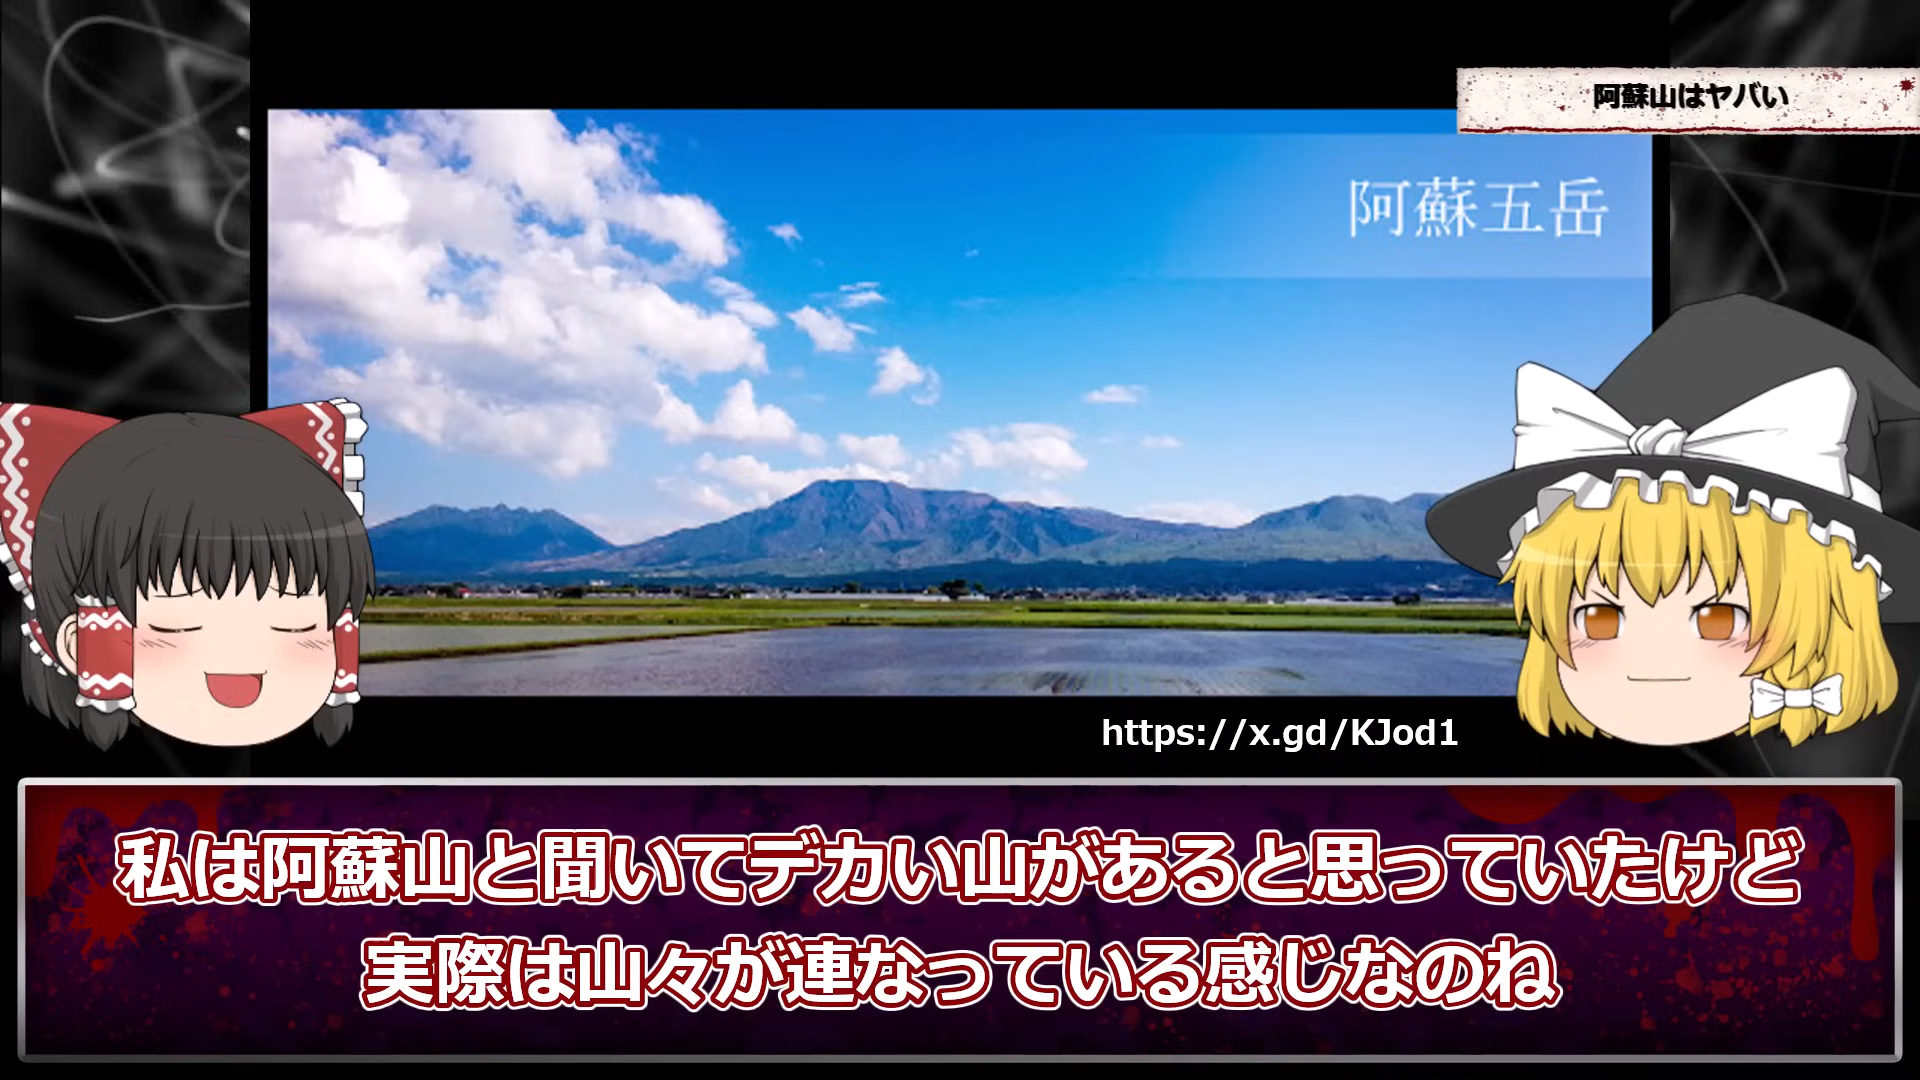 阿蘇山はヤバい
阿蘇五岳
https://x.gd/KJod1
私は阿蘇山と聞いてデカい山があると思っていたけど
実際は山々が連なっている感じなのね